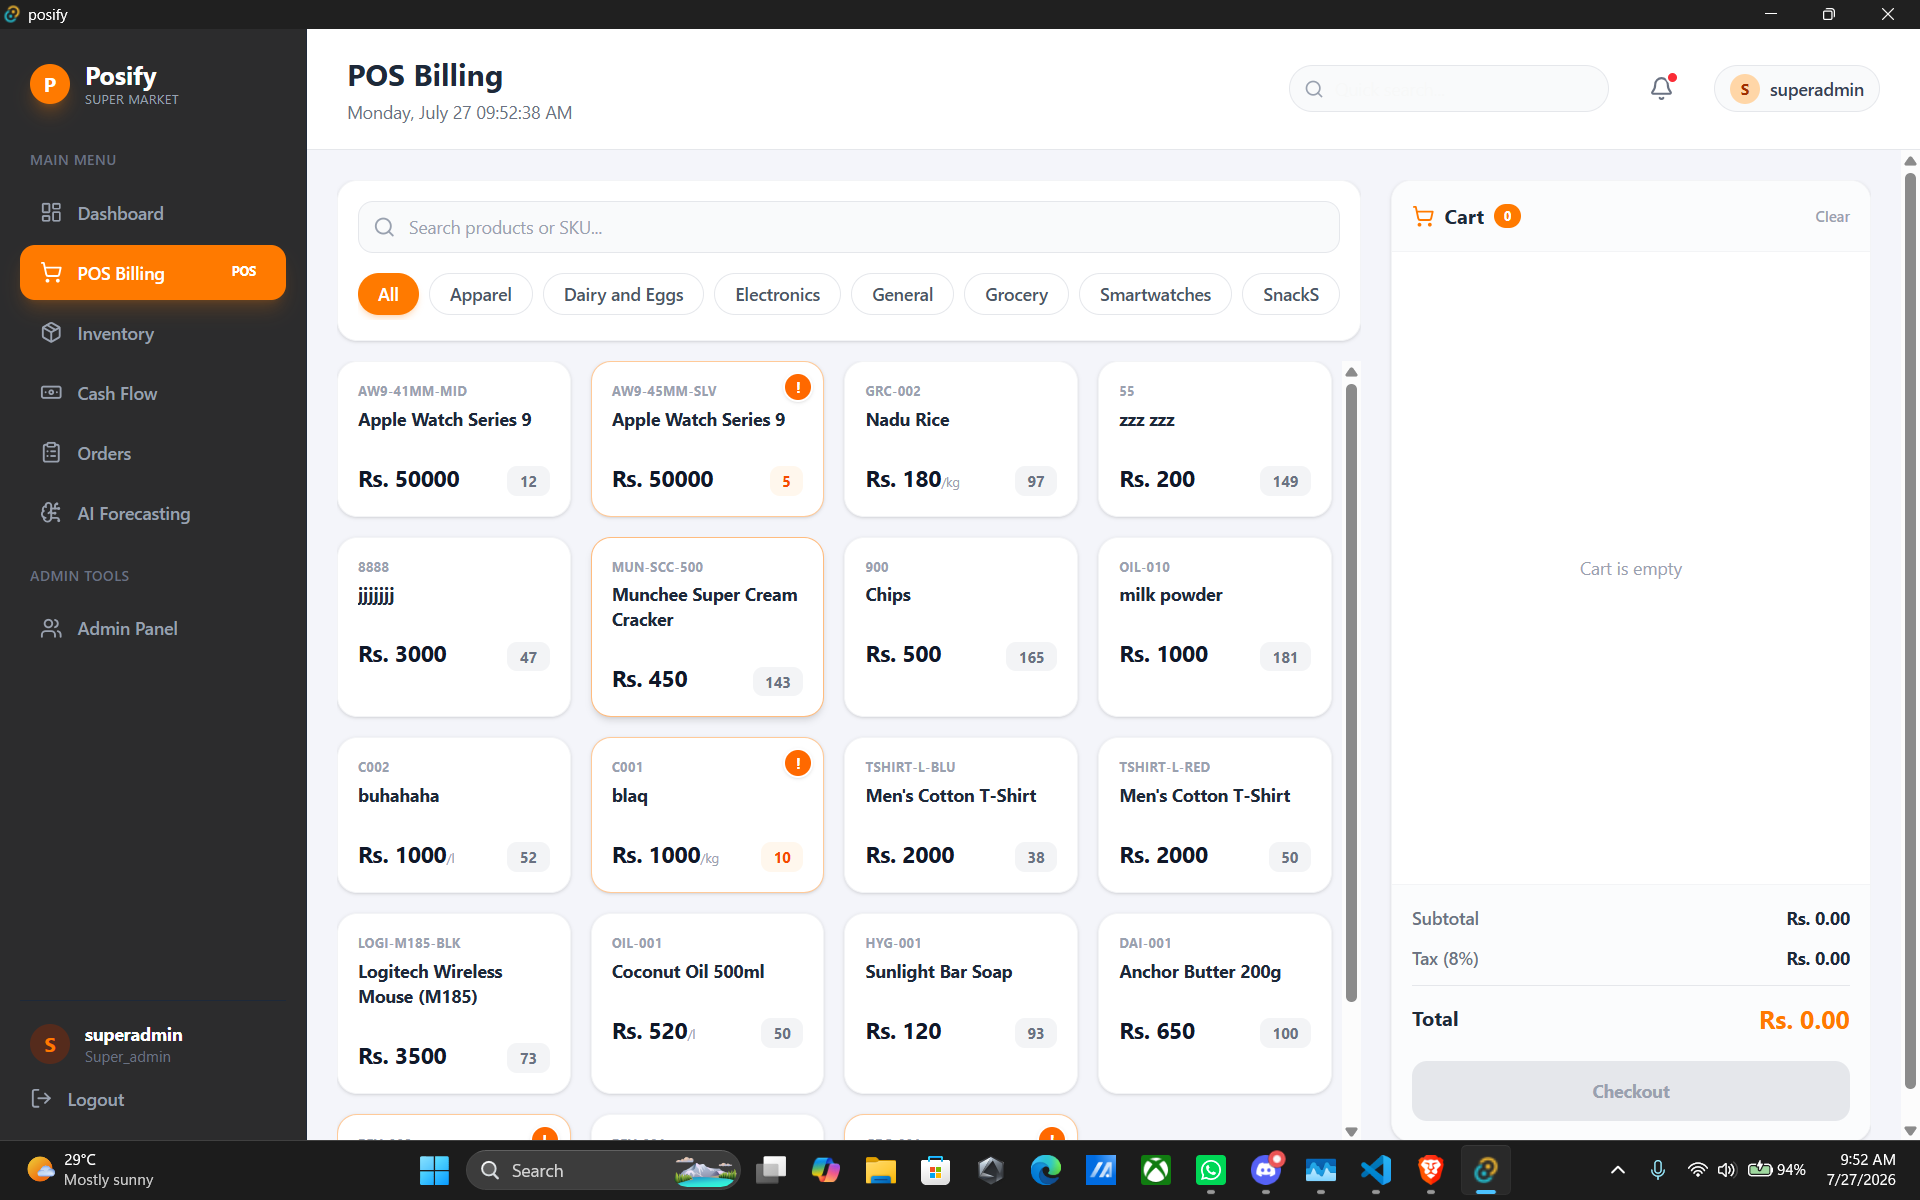 posify
P
Posify
SUPER MARKET
MAIN MENU
Dashboard
POS Billing
POS
Inventory
Cash Flow
Orders
AI Forecasting
ADMIN TOOLS
Admin Panel
S
superadmin
Super_admin
Logout
POS Billing
Monday, July 27 09:52:38 AM
S
superadmin
Search products or SKU...
All
Apparel
Dairy and Eggs
Electronics
General
Grocery
Smartwatches
SnackS
AW9-41MM-MID
Apple Watch Series 9
Rs. 50000
12
AW9-45MM-SLV
!
Apple Watch Series 9
Rs. 50000
5
GRC-002
Nadu Rice
Rs. 180/kg
97
55
zzz zzz
Rs. 200
149
8888
jjjjjjj
Rs. 3000
47
MUN-SCC-500
Munchee Super Cream
Cracker
Rs. 450
143
900
Chips
Rs. 500
165
OIL-010
milk powder
Rs. 1000
181
C002
buhahaha
Rs. 1000/l
52
C001
!
blaq
Rs. 1000/kg
10
TSHIRT-L-BLU
Men's Cotton T-Shirt
Rs. 2000
38
TSHIRT-L-RED
Men's Cotton T-Shirt
Rs. 2000
50
LOGI-M185-BLK
Logitech Wireless
Mouse (M185)
Rs. 3500
73
OIL-001
Coconut Oil 500ml
Rs. 520/l
50
HYG-001
Sunlight Bar Soap
Rs. 120
93
DAI-001
Anchor Butter 200g
Rs. 650
100
Cart
0
Clear
Cart is empty
Subtotal
Rs. 0.00
Tax (8%)
Rs. 0.00
Total
Rs. 0.00
Checkout
29°C
Mostly sunny
Search
94%
9:52 AM
7/27/2026